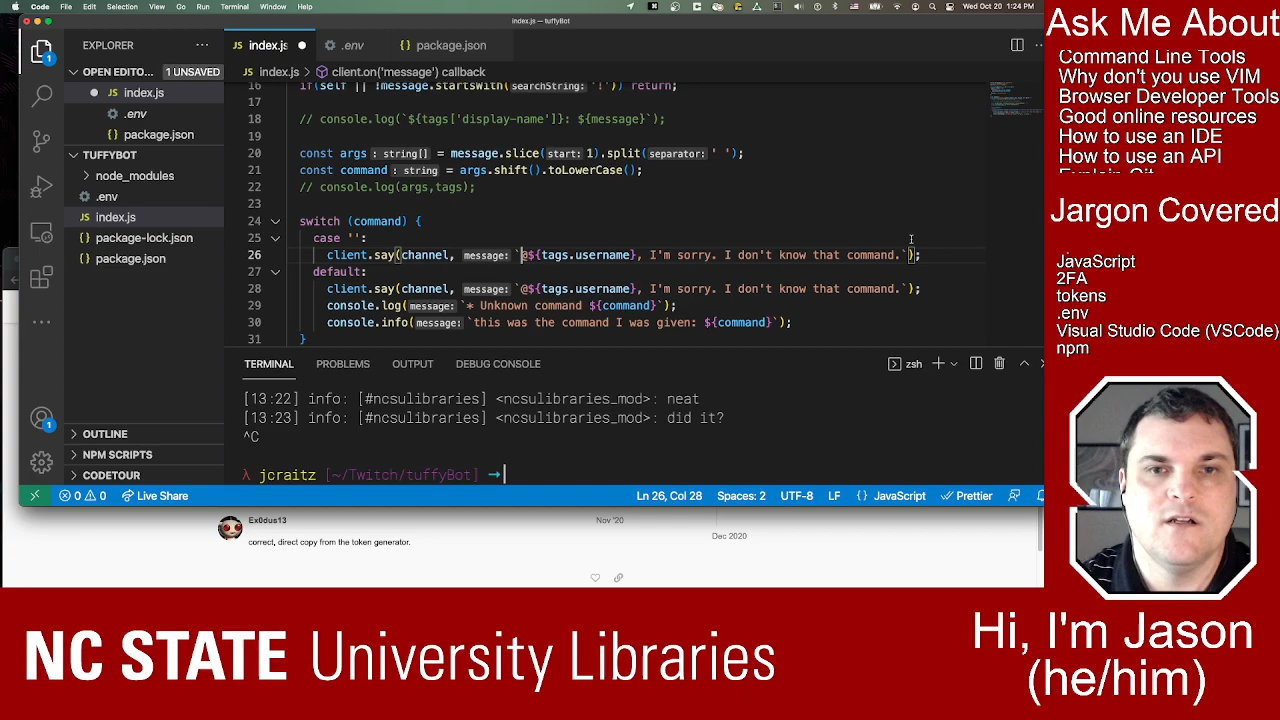 Code File Edit Selection View Go Run Terminal Window Help
Wed Oct 20 1:24 PM
index.js — tuffyBot
EXPLORER
OPEN EDITO... 1 UNSAVED
index.js
.env
package.json
TUFFYBOT
node_modules
.env
index.js
package-lock.json
package.json
OUTLINE
NPM SCRIPTS
CODETOUR
index.js .env package.json
index.js > client.on('message') callback
16 if(self || !message.startsWith(searchString: '!')) return;
17
18 // console.log(`${tags['display-name']}: ${message}`);
19
20 const args : string[] = message.slice(start: 1).split(separator: ' ');
21 const command : string = args.shift().toLowerCase();
22 // console.log(args,tags);
23
24 switch (command) {
25 case '':
26 client.say(channel, message: `@${tags.username}, I'm sorry. I don't know that command.`);
27 default:
28 client.say(channel, message: `@${tags.username}, I'm sorry. I don't know that command.`);
29 console.log(message: `* Unknown command ${command}`);
30 console.info(message: `this was the command I was given: ${command}`);
31 }
TERMINAL PROBLEMS OUTPUT DEBUG CONSOLE
zsh
[13:22] info: [#ncsulibraries] <ncsulibraries_mod>: neat
[13:23] info: [#ncsulibraries] <ncsulibraries_mod>: did it?
^C
λ jcraitz [~/Twitch/tuffyBot] →
0 0 Live Share Ln 26, Col 28 Spaces: 2 UTF-8 LF {} JavaScript Prettier
Ex0dus13 Nov '20
Dec 2020
correct, direct copy from the token generator.
Ask Me About
Command Line Tools
Why don't you use VIM
Browser Developer Tools
Good online resources
How to use an IDE
How to use an API
Explain Git
Jargon Covered
JavaScript
2FA
tokens
.env
Visual Studio Code (VSCode)
npm
NC STATE University Libraries
Hi, I'm Jason
(he/him)